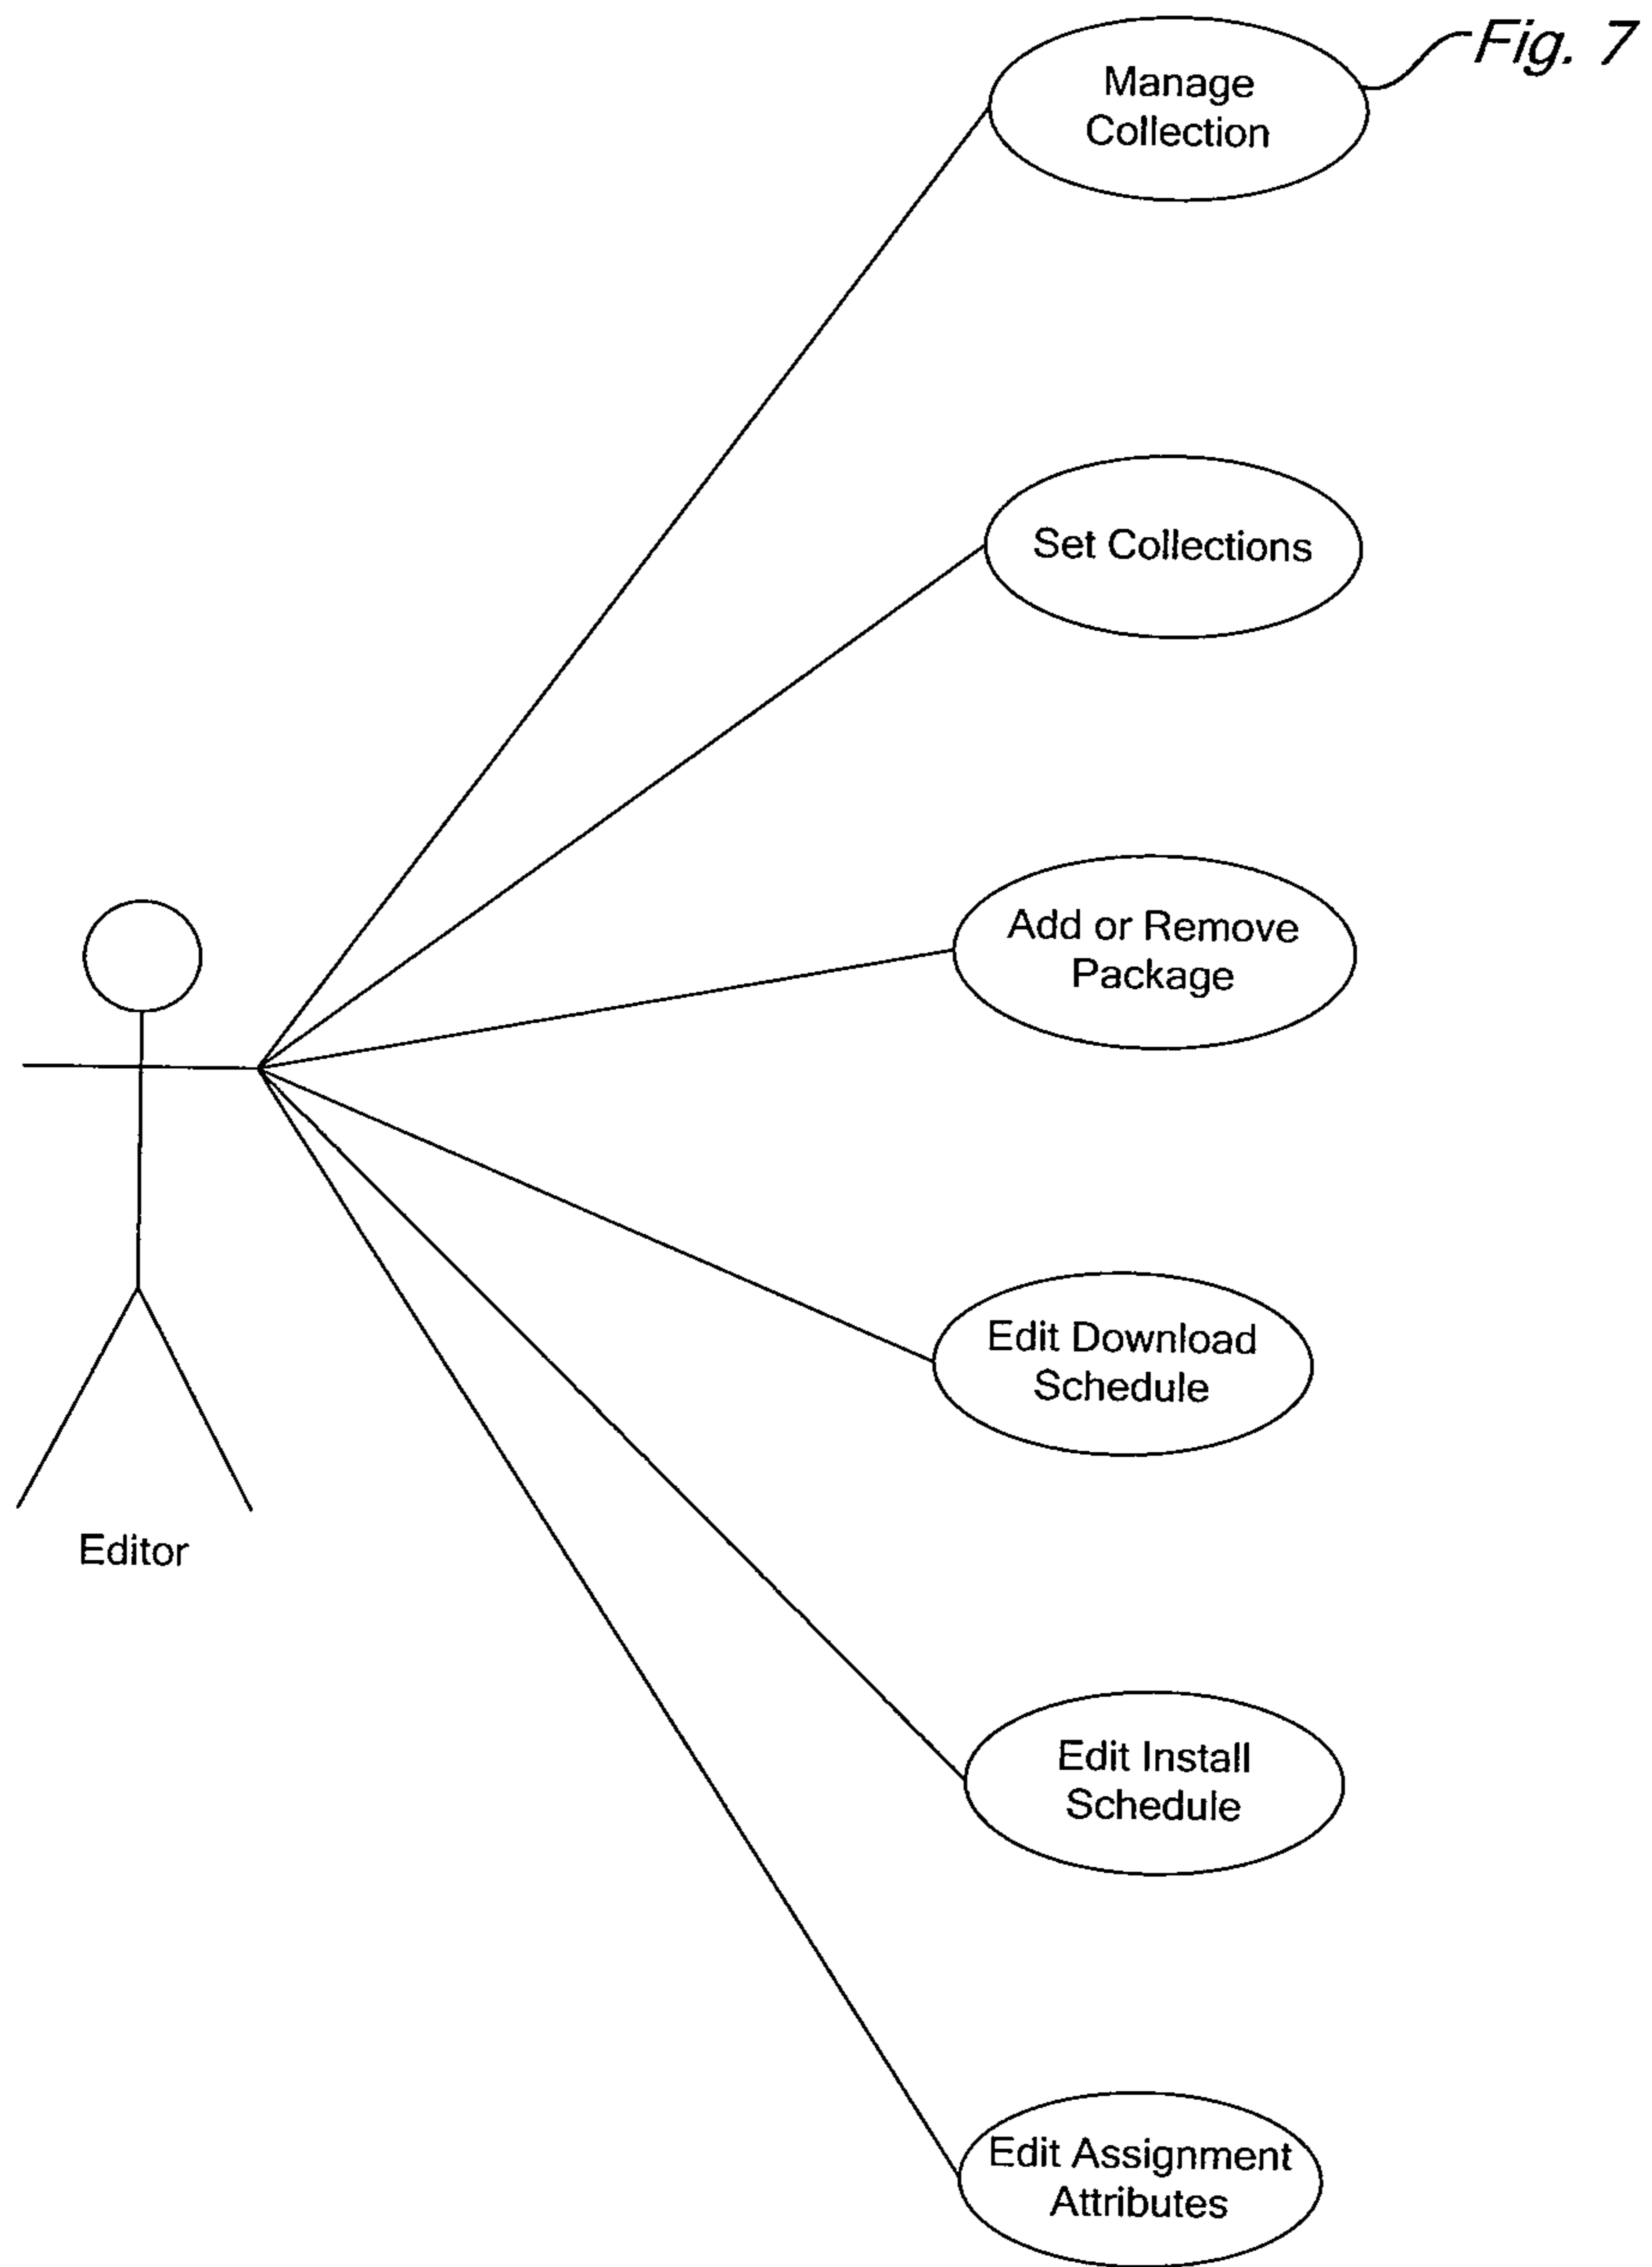 Fig. 7
Manage
Collection
Set Collections
Add or Remove
Package
Edit Download
Schedule
Editor
Edit Install
Schedule
Edit Assignment
Attributes